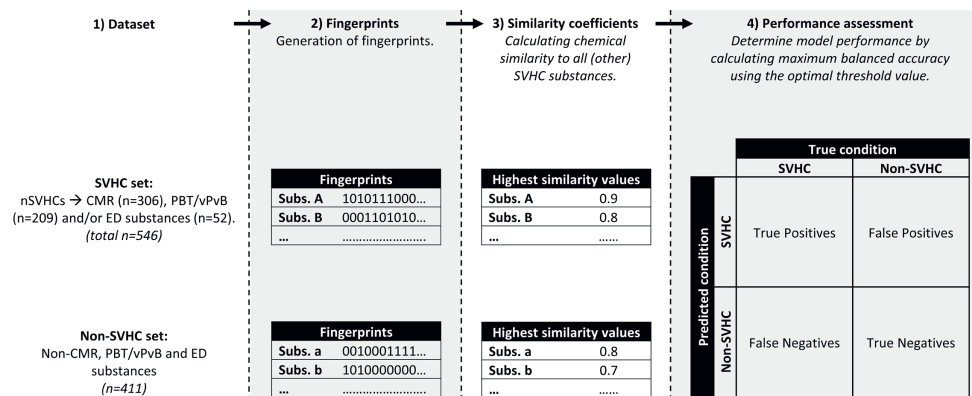 1) Dataset
2) Fingerprints
Generation of fingerprints.
3) Similarity coefficients
Calculating chemical
similarity to all (other)
SVHC substances.
4) Performance assessment
Determine model performance by
calculating maximum balanced accuracy
using the optimal threshold value.
SVHC set:
nSVHCs → CMR (n=306), PBT/vPvB
(n=209) and/or ED substances (n=52).
(total n=546)
Fingerprints
Subs. A 1010111000...
Subs. B 0001101010...
... ........................
Highest similarity values
Subs. A 0.9
Subs. B 0.8
... ......
Non-SVHC set:
Non-CMR, PBT/vPvB and ED
substances
(n=411)
Fingerprints
Subs. a 0010001111...
Subs. b 1010000000...
... ........................
Highest similarity values
Subs. a 0.8
Subs. b 0.7
... ......
True condition
SVHC Non-SVHC
Predicted condition
SVHC
True Positives False Positives
Non-SVHC
False Negatives True Negatives